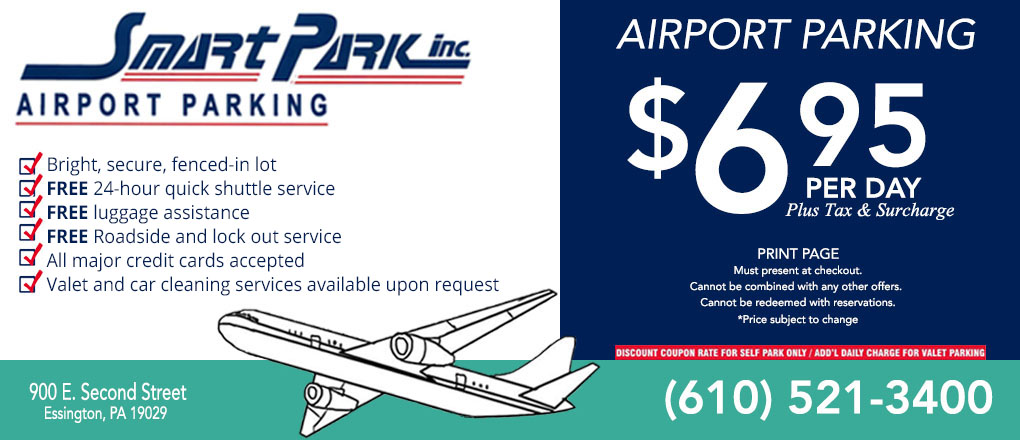 SMART PARK inc.
AIRPORT PARKING
Bright, secure, fenced-in lot
FREE 24-hour quick shuttle service
FREE luggage assistance
FREE Roadside and lock out service
All major credit cards accepted
Valet and car cleaning services available upon request
900 E. Second Street
Essington, PA 19029
AIRPORT PARKING
$6.95
PER DAY
Plus Tax & Surcharge
PRINT PAGE
Must present at checkout.
Cannot be combined with any other offers.
Cannot be redeemed with reservations.
*Price subject to change
DISCOUNT COUPON RATE FOR SELF PARK ONLY / ADD'L DAILY CHARGE FOR VALET PARKING
(610) 521-3400